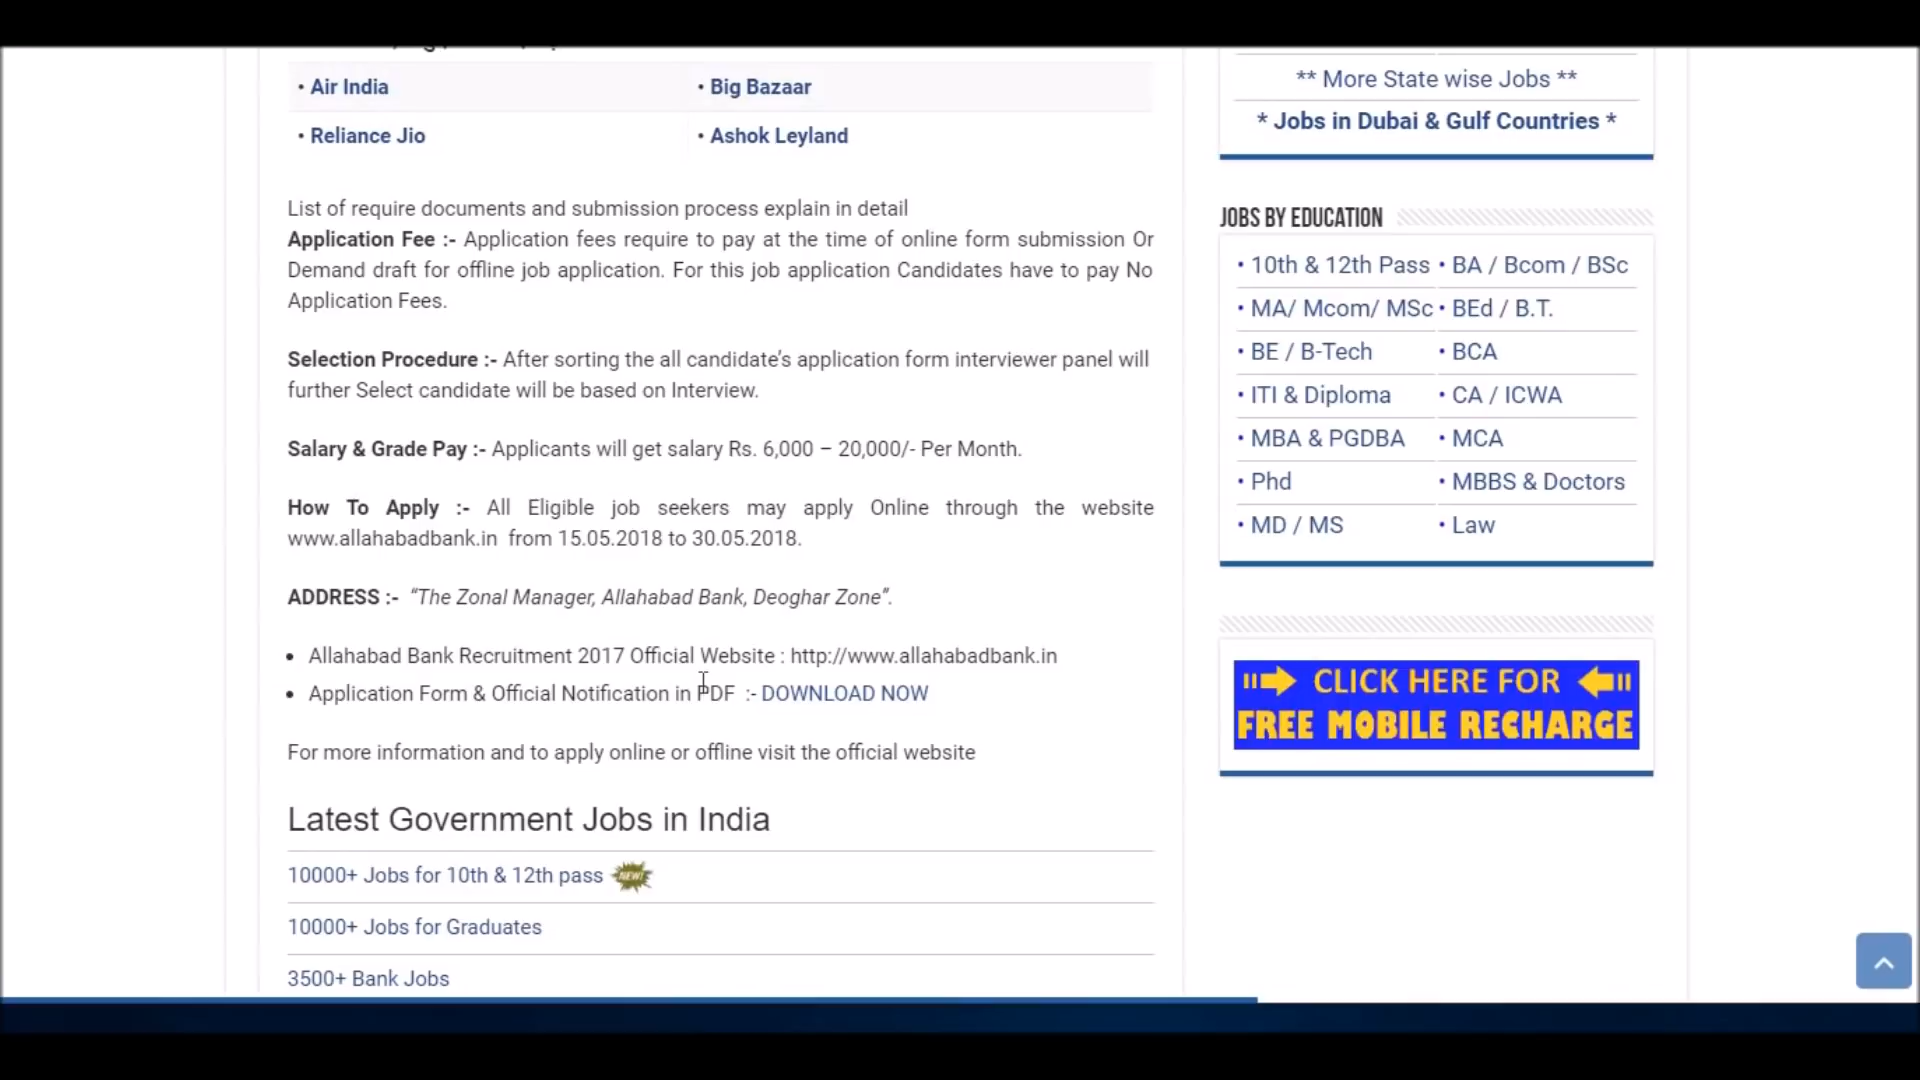 • Air India • Big Bazaar
• Reliance Jio • Ashok Leyland
List of require documents and submission process explain in detail
Application Fee :- Application fees require to pay at the time of online form submission Or
Demand draft for offline job application. For this job application Candidates have to pay No
Application Fees.
Selection Procedure :- After sorting the all candidate’s application form interviewer panel will
further Select candidate will be based on Interview.
Salary & Grade Pay :- Applicants will get salary Rs. 6,000 – 20,000/- Per Month.
How To Apply :- All Eligible job seekers may apply Online through the website
www.allahabadbank.in from 15.05.2018 to 30.05.2018.
ADDRESS :- “The Zonal Manager, Allahabad Bank, Deoghar Zone”.
• Allahabad Bank Recruitment 2017 Official Website : http://www.allahabadbank.in
• Application Form & Official Notification in PDF :- DOWNLOAD NOW
For more information and to apply online or offline visit the official website
Latest Government Jobs in India
10000+ Jobs for 10th & 12th pass NEW!
10000+ Jobs for Graduates
3500+ Bank Jobs
** More State wise Jobs **
* Jobs in Dubai & Gulf Countries *
JOBS BY EDUCATION
• 10th & 12th Pass • BA / Bcom / BSc
• MA/ Mcom/ MSc • BEd / B.T.
• BE / B-Tech • BCA
• ITI & Diploma • CA / ICWA
• MBA & PGDBA • MCA
• Phd • MBBS & Doctors
• MD / MS • Law
CLICK HERE FOR
FREE MOBILE RECHARGE